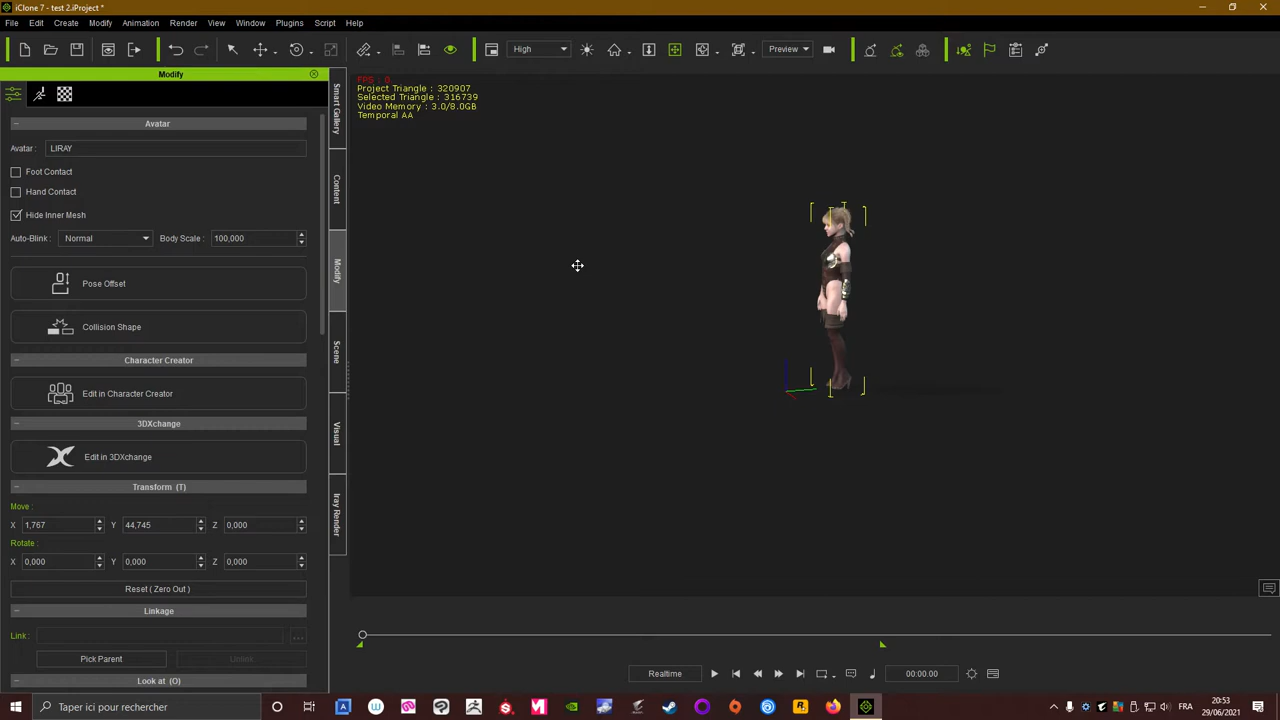 iClone 7 - test 2.iProject *
File Edit Create Modify Animation Render View Window Plugins Script Help
High Preview
Modify
FPS : 0
Project Triangle : 320907
Selected Triangle : 316739
Video Memory : 3.0/8.0GB
Temporal AA
Smart Gallery
Content
Modify
Scene
Visual
Iray Render
Avatar
Avatar : LIRAY
Foot Contact
Hand Contact
Hide Inner Mesh
Auto-Blink : Normal Body Scale : 100,000
Pose Offset
Collision Shape
Character Creator
Edit in Character Creator
3DXchange
Edit in 3DXchange
Transform (T)
Move :
X 1,767 Y 44,745 Z 0,000
Rotate :
X 0,000 Y 0,000 Z 0,000
Reset ( Zero Out )
Linkage
Link :
Pick Parent Unlink
Look at (O)
Realtime 00:00.00
Taper ici pour rechercher
FRA
20:53
29/06/2021